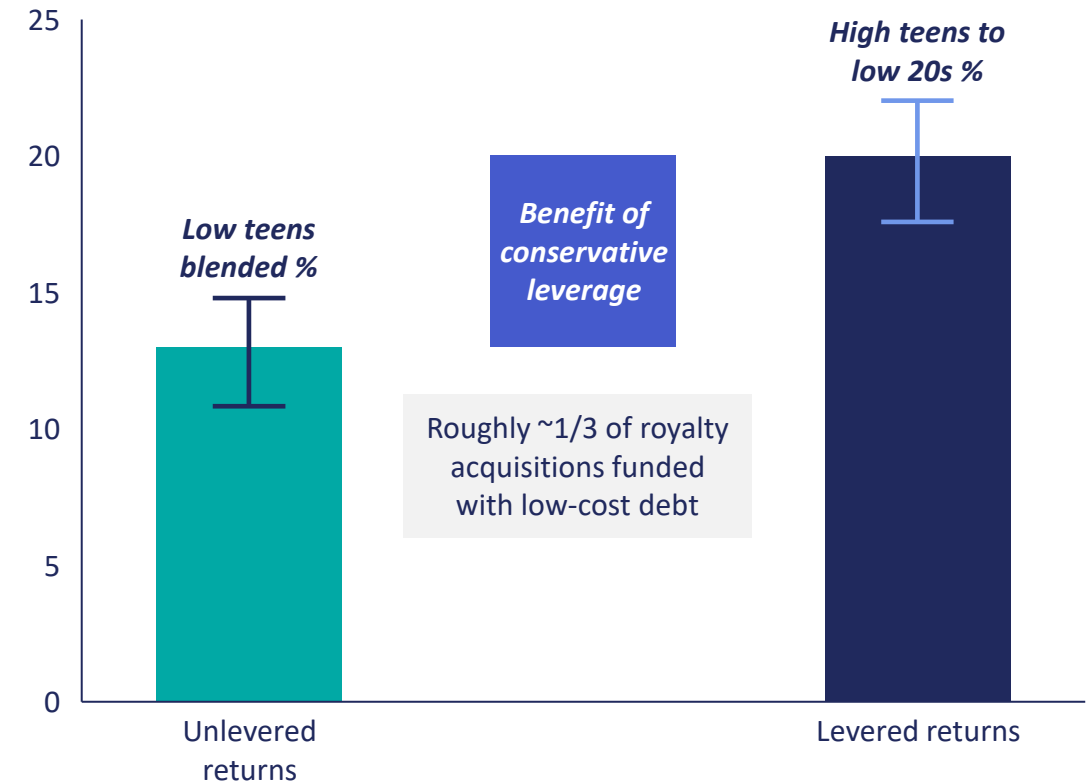 25
20
15
10
5
0
Low teens
blended %
Benefit of
conservative
leverage
Roughly ~1/3 of royalty
acquisitions funded
with low-cost debt
High teens to
low 20s %
Unlevered
returns
Levered returns